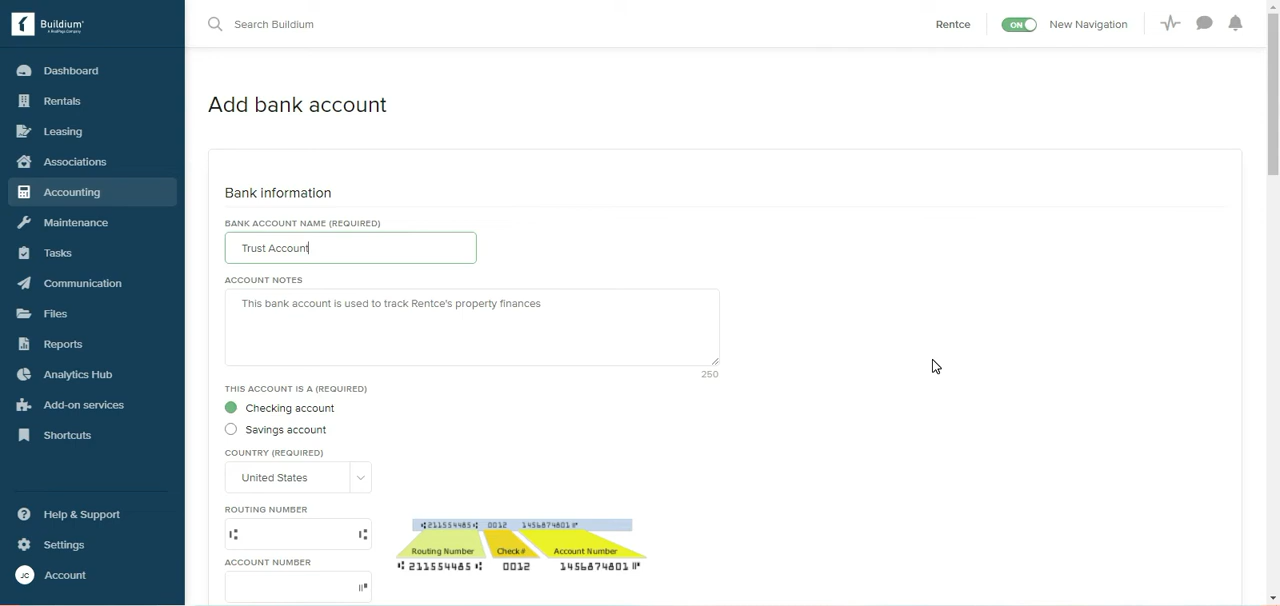 Buildium®
A RealPage Company
Search Buildium
Rentce
ON
New Navigation
Dashboard
Rentals
Leasing
Associations
Accounting
Maintenance
Tasks
Communication
Files
Reports
Analytics Hub
Add-on services
Shortcuts
Help & Support
Settings
JC
Account
Add bank account
Bank information
BANK ACCOUNT NAME (REQUIRED)
Trust Account
ACCOUNT NOTES
This bank account is used to track Rentce's property finances
250
THIS ACCOUNT IS A (REQUIRED)
Checking account
Savings account
COUNTRY (REQUIRED)
United States
ROUTING NUMBER
⑆ ⑆
⑆211554485⑆ 0012 1456874801⑈
Routing Number Check# Account Number
⑆211554485⑆ 0012 1456874801⑈
ACCOUNT NUMBER
⑈